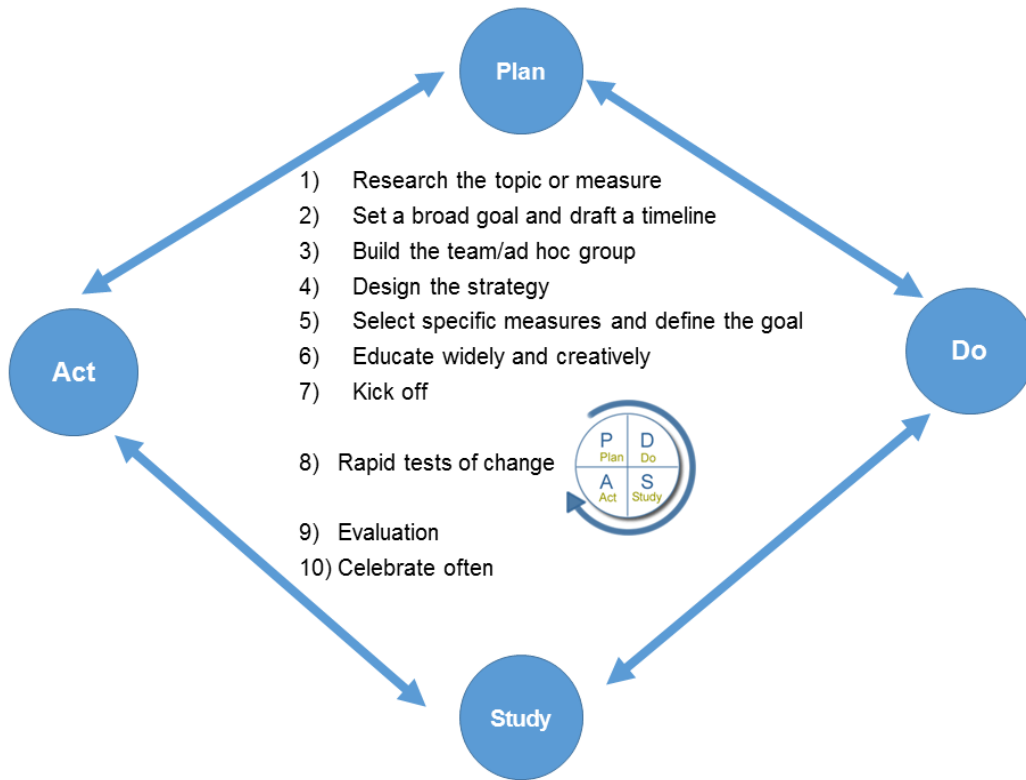 Plan
1) Research the topic or measure
2) Set a broad goal and draft a timeline
3) Build the team/ad hoc group
4) Design the strategy
5) Select specific measures and define the goal
6) Educate widely and creatively
7) Kick off
Act
Do
8) Rapid tests of change
P D
Plan Do
A S
Act Study
9) Evaluation
10) Celebrate often
Study